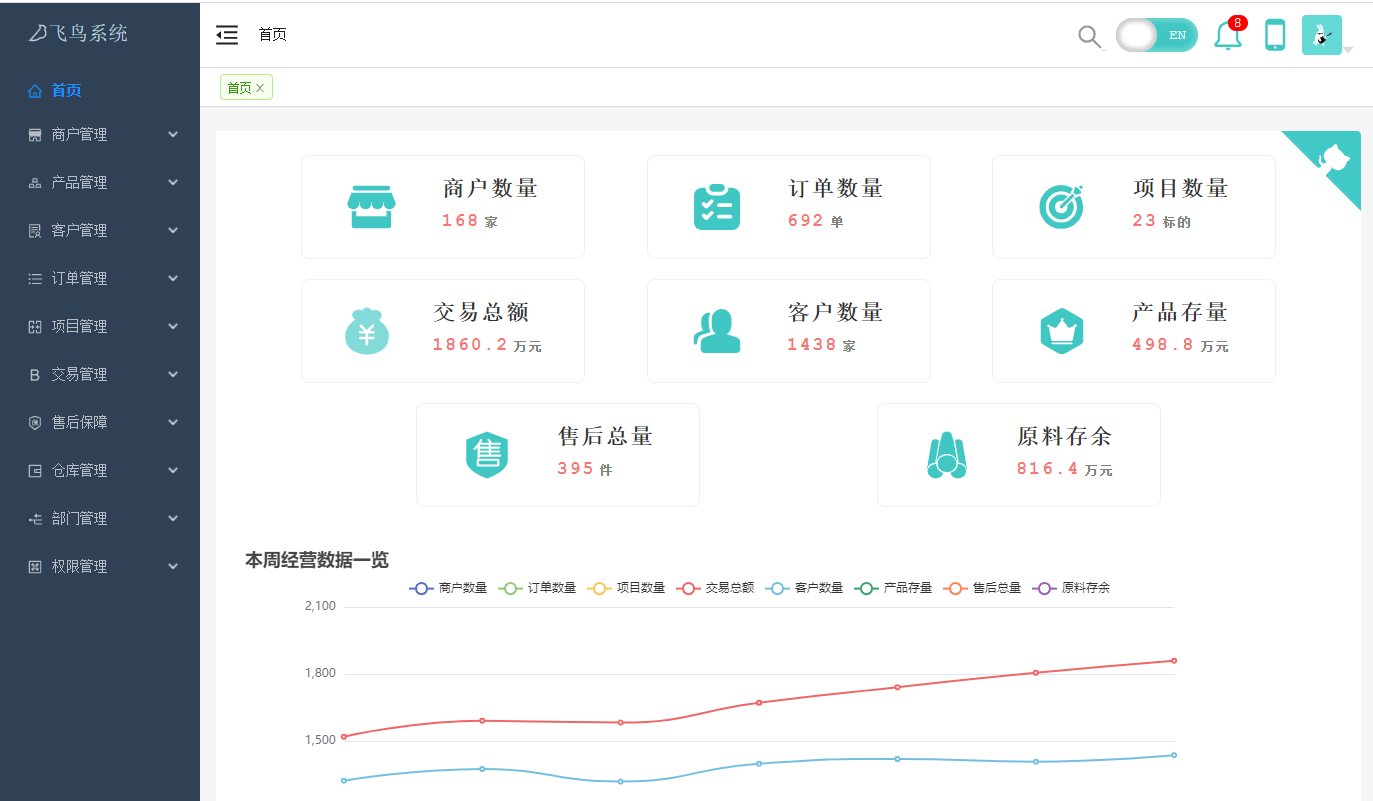 飞鸟系统
首页
商户管理
产品管理
客户管理
订单管理
项目管理
B 交易管理
售后保障
仓库管理
部门管理
权限管理
首页
EN
8
首页 X
商户数量
168 家
订单数量
692 单
项目数量
23 标的
¥
交易总额
1860.2 万元
客户数量
1438 家
产品存量
498.8 万元
售
售后总量
395 件
原料存余
816.4 万元
本周经营数据一览
商户数量 订单数量 项目数量 交易总额 客户数量 产品存量 售后总量 原料存余
2,100
1,800
1,500